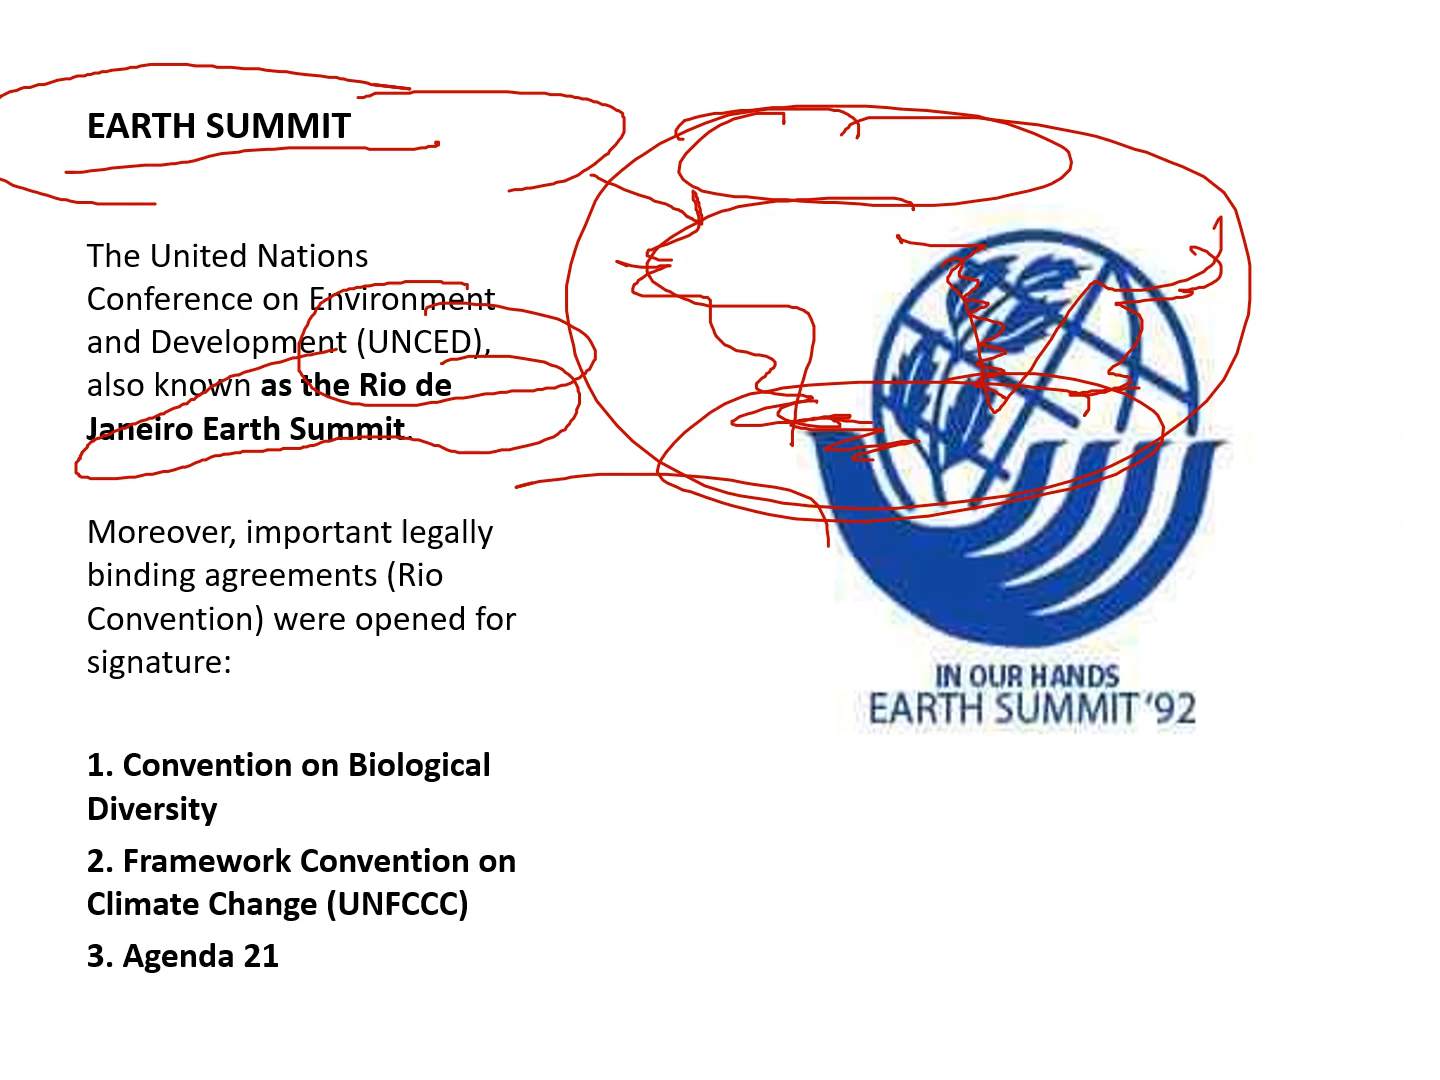 EARTH SUMMIT
The United Nations
Conference on Environment
and Development (UNCED),
also known as the Rio de
Janeiro Earth Summit.
Moreover, important legally
binding agreements (Rio
Convention) were opened for
signature:
1. Convention on Biological
Diversity
2. Framework Convention on
Climate Change (UNFCCC)
3. Agenda 21
IN OUR HANDS
EARTH SUMMIT '92